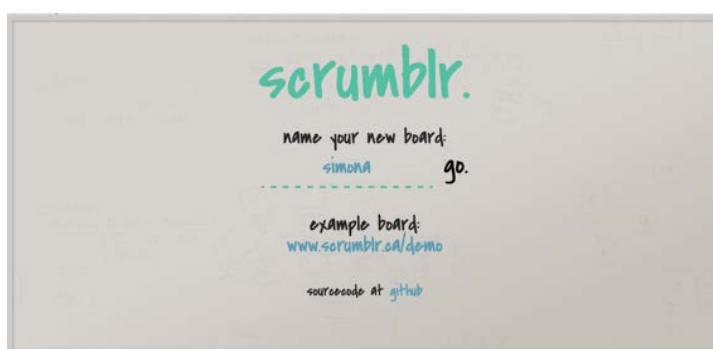 scrumblr.
name your new board:
simona go.
example board:
www.scrumblr.ca/demo
sourcecode at github